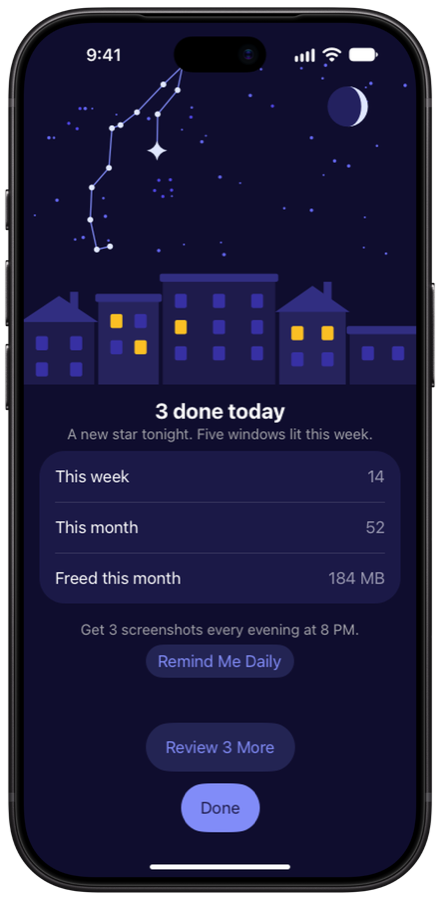 9:41
3 done today
A new star tonight. Five windows lit this week.
This week 14
This month 52
Freed this month 184 MB
Get 3 screenshots every evening at 8 PM.
Remind Me Daily
Review 3 More
Done